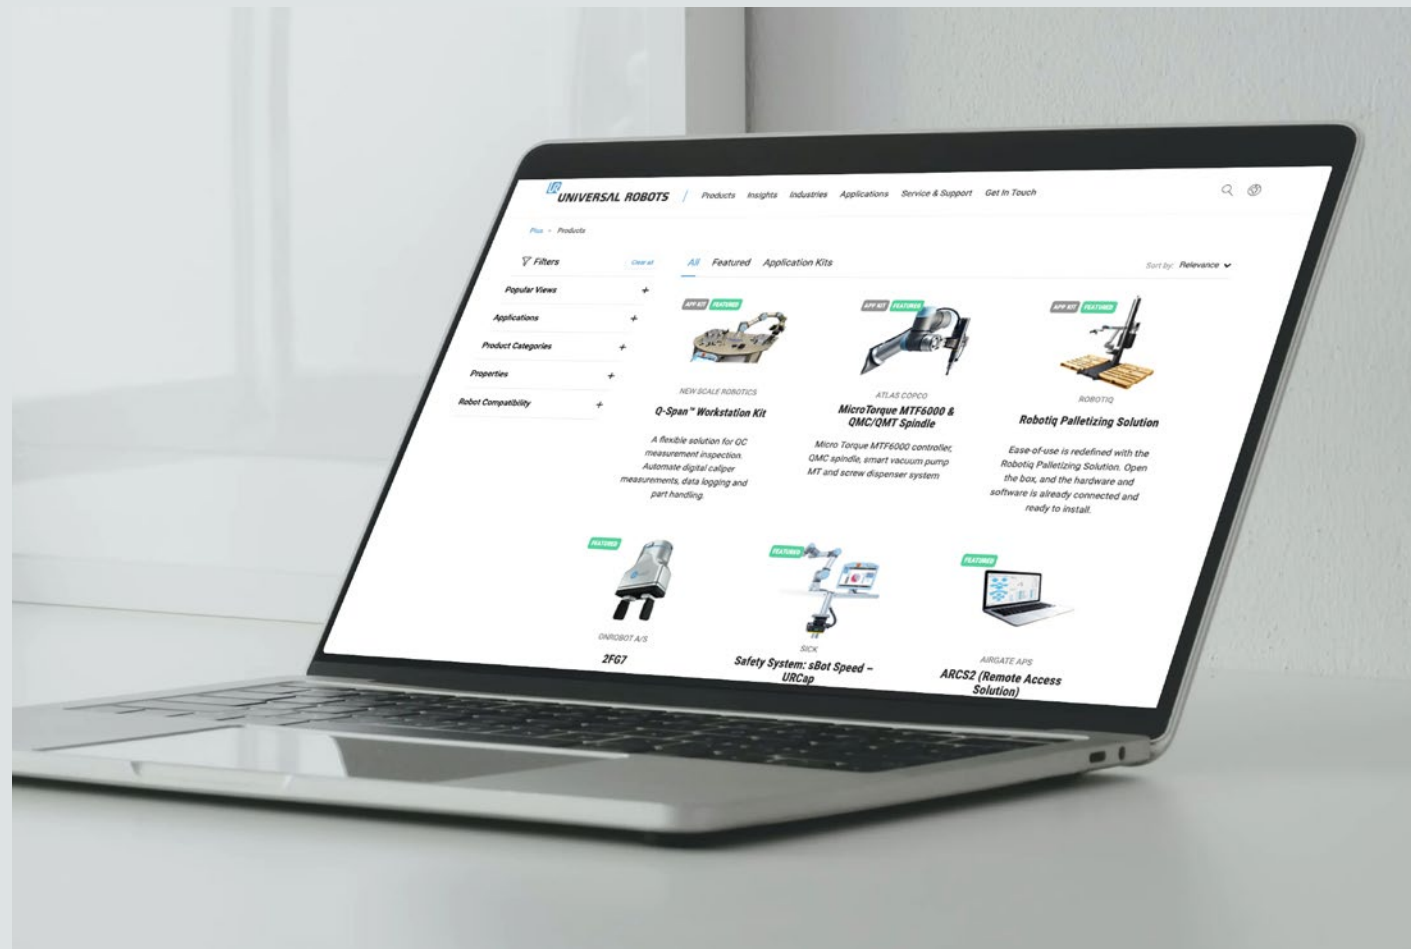 UR
UNIVERSAL ROBOTS
Products Insights Industries Applications Service & Support Get In Touch
Plus Products
Filters
Clear all
Popular Views +
Applications +
Product Categories +
Properties +
Robot Compatibility +
All Featured Application Kits
Sort by: Relevance
APP KIT FEATURED
NEW SCALE ROBOTICS
Q-Span™ Workstation Kit
A flexible solution for QC
measurement inspection.
Automate digital caliper
measurements, data logging and
part handling.
APP KIT FEATURED
ATLAS COPCO
MicroTorque MTF6000 &
QMC/QMT Spindle
Micro Torque MTF6000 controller,
QMC spindle, smart vacuum pump
MT and screw dispenser system
APP KIT FEATURED
ROBOTIQ
Robotiq Palletizing Solution
Ease-of-use is redefined with the
Robotiq Palletizing Solution. Open
the box, and the hardware and
software is already connected and
ready to install.
FEATURED
ONROBOT A/S
2FG7
FEATURED
SICK
Safety System: sBot Speed –
URCap
FEATURED
AIRGATE APS
ARCS2 (Remote Access
Solution)